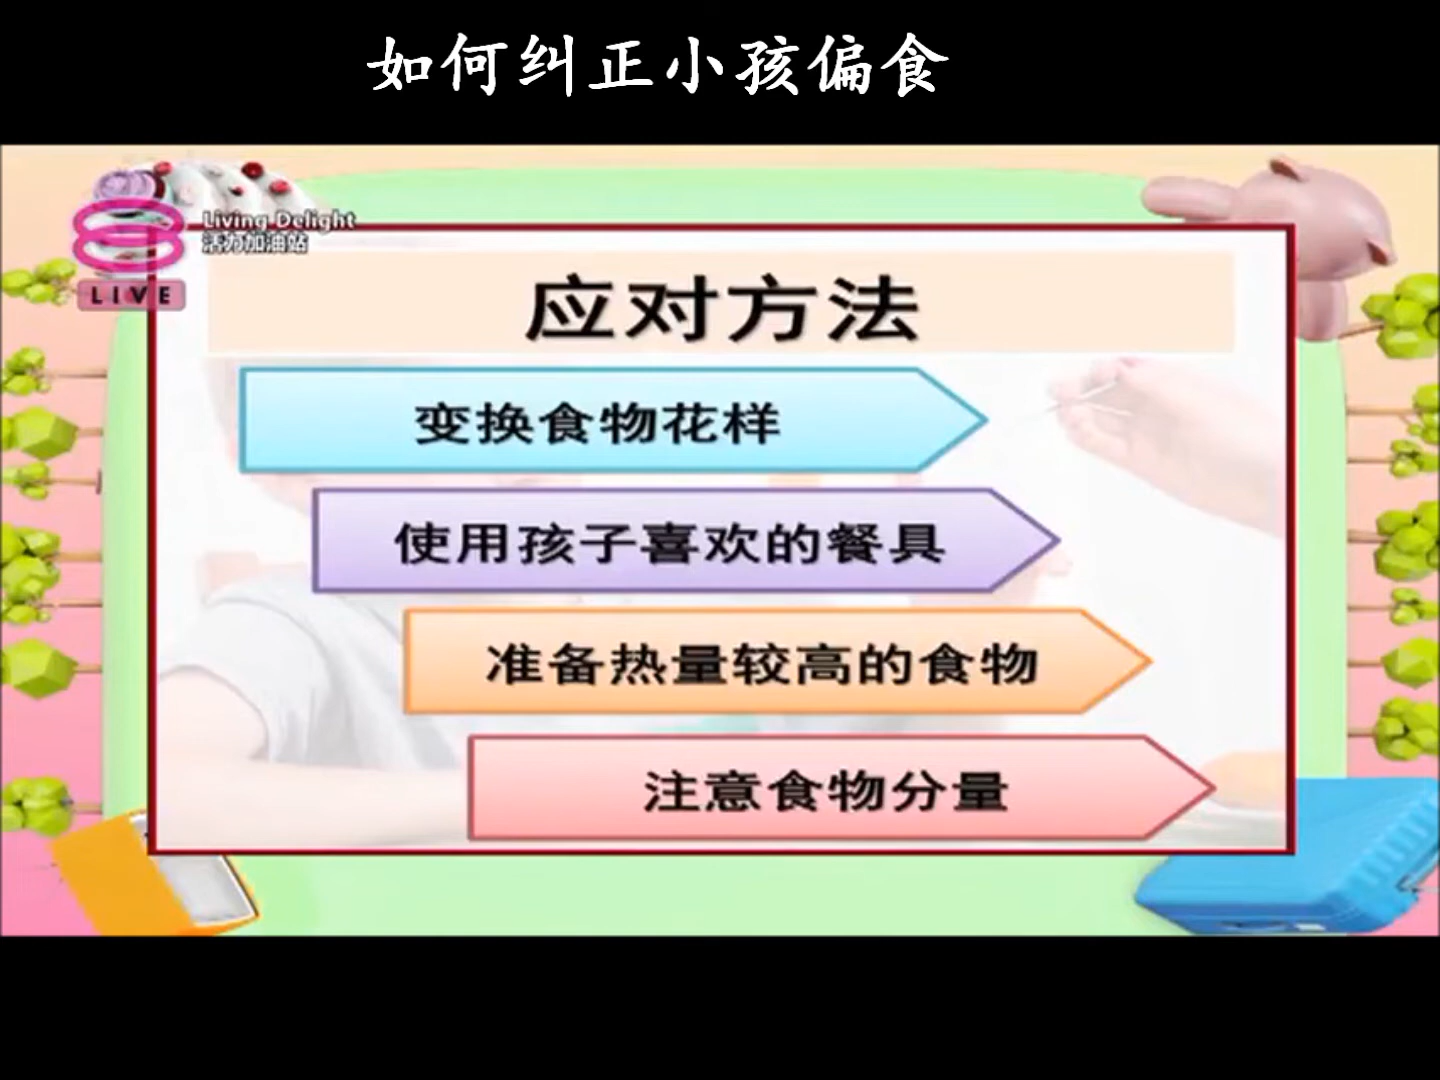 如何纠正小孩偏食
Living Delight
活力加油站
LIVE
应对方法
变换食物花样
使用孩子喜欢的餐具
准备热量较高的食物
注意食物分量